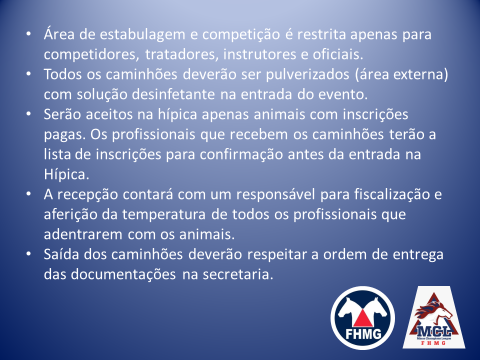 • Área de estabulagem e competição é restrita apenas para
competidores, tratadores, instrutores e oficiais.
• Todos os caminhões deverão ser pulverizados (área externa)
com solução desinfetante na entrada do evento.
• Serão aceitos na hípica apenas animais com inscrições
pagas. Os profissionais que recebem os caminhões terão a
lista de inscrições para confirmação antes da entrada na
Hípica.
• A recepção contará com um responsável para fiscalização e
aferição da temperatura de todos os profissionais que
adentrarem com os animais.
• Saída dos caminhões deverão respeitar a ordem de entrega
das documentações na secretaria.
FHMG
MCL
FHMG